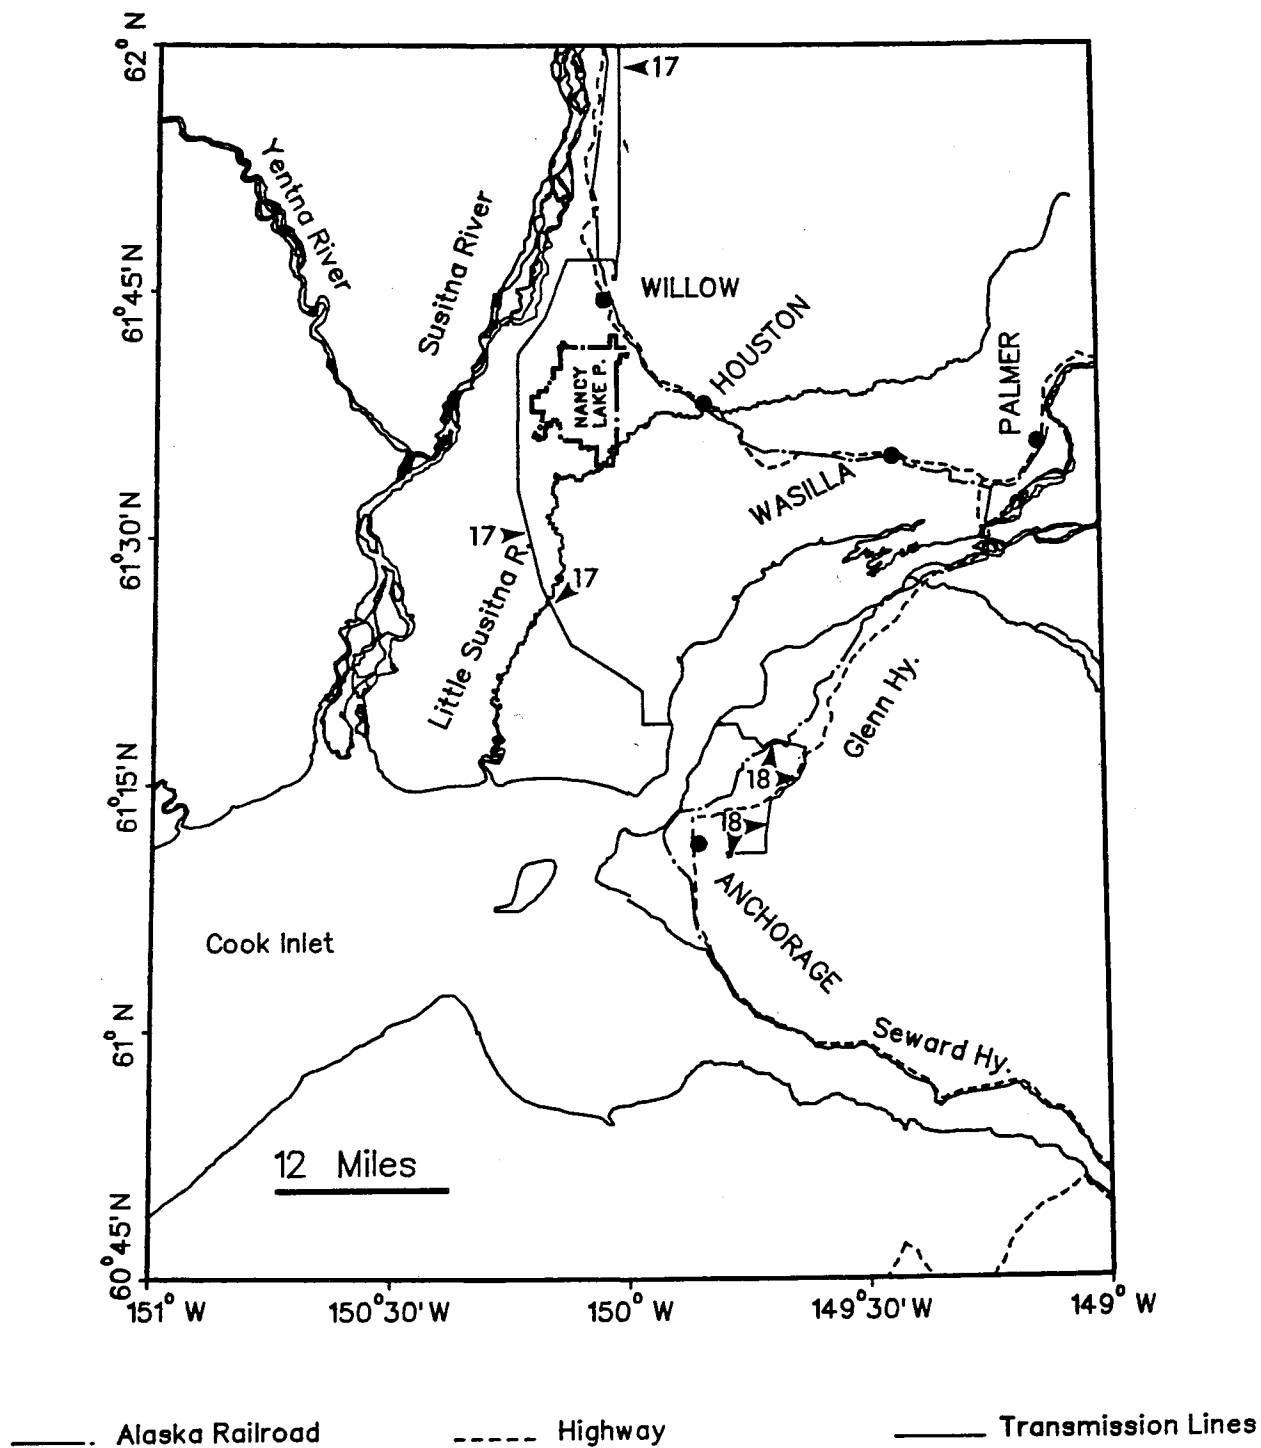 62° N
17
Yentna River
Susitna River
61°45'N
WILLOW
HOUSTON
PALMER
NANCY
LAKE P.
WASILLA
61°30'N
17
17
Little Susitna R.
Glenn Hy.
61°15'N
18
18
ANCHORAGE
Cook Inlet
61° N
Seward Hy.
12 Miles
60°45'N
151° W
150°30' W
150° W
149°30' W
149° W
Alaska Railroad
Highway
Transmission Lines